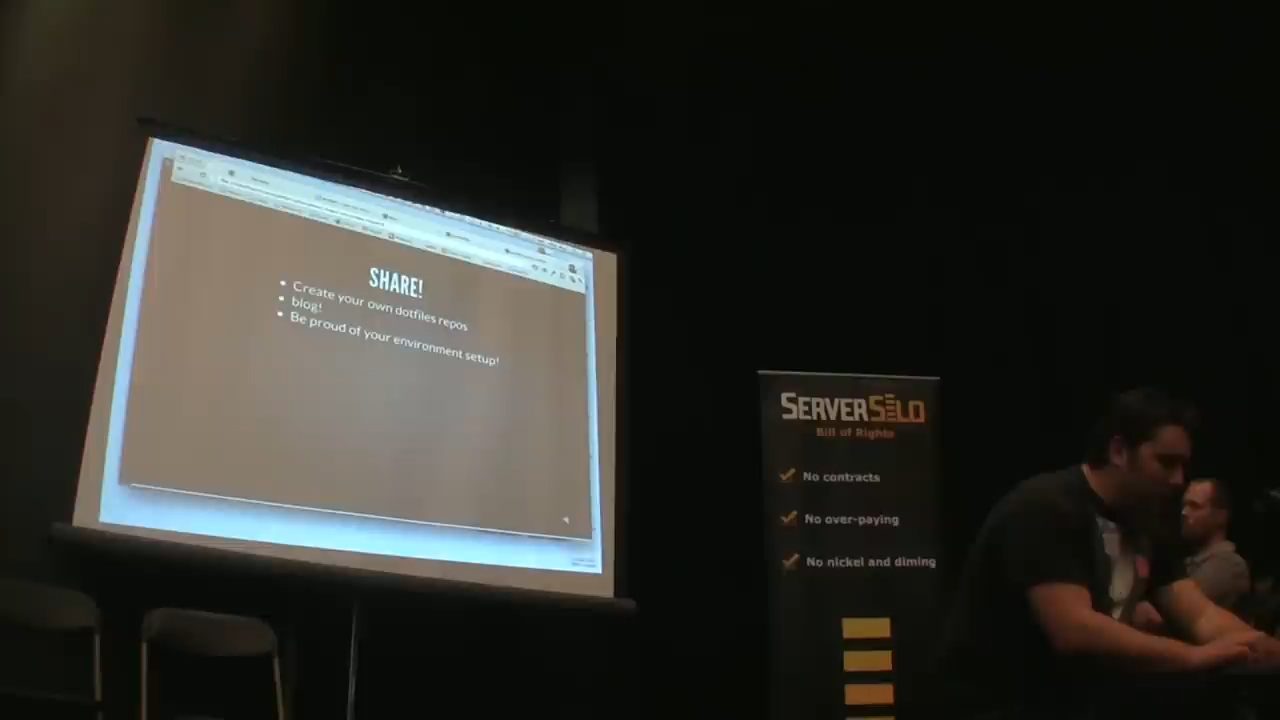 SHARE!
• Create your own dotfiles repos
• blog!
• Be proud of your environment setup!
SERVERSILO
Bill of Rights
No contracts
No over-paying
No nickel and diming